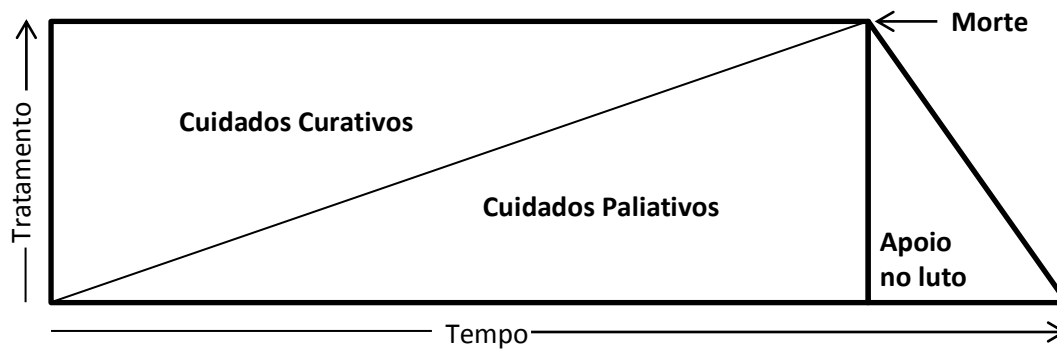 Morte
Cuidados Curativos
Tratamento
Cuidados Paliativos
Apoio
no luto
Tempo